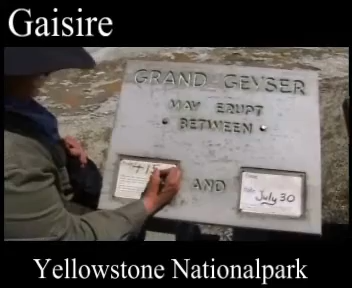 Gaisire
GRAND GEYSER
MAY ERUPT
• BETWEEN •
AND
July 30
Yellowstone Nationalpark